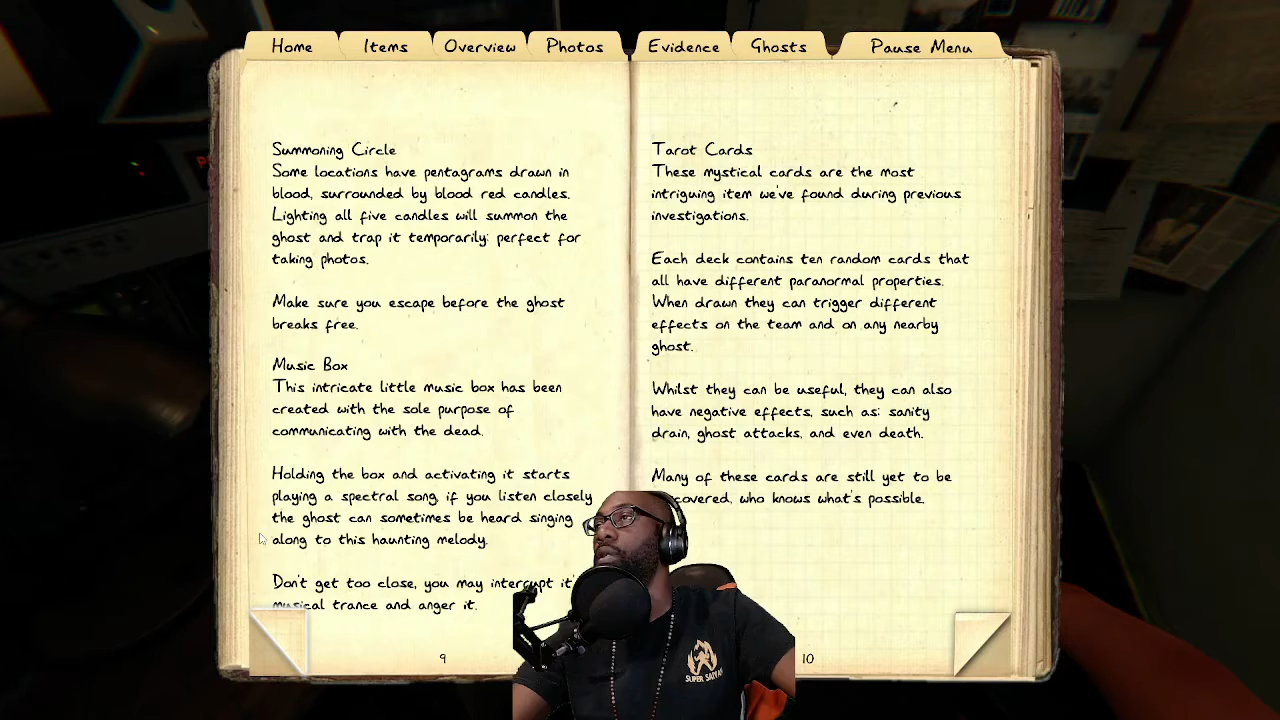 Home
Items
Overview
Photos
Evidence
Ghosts
Pause Menu
Summoning Circle
Some locations have pentagrams drawn in
blood, surrounded by blood red candles.
Lighting all five candles will summon the
ghost and trap it temporarily: perfect for
taking photos.
Make sure you escape before the ghost
breaks free.
Music Box
This intricate little music box has been
created with the sole purpose of
communicating with the dead.
Holding the box and activating it starts
playing a spectral song, if you listen closely
the ghost can sometimes be heard singing
along to this haunting melody.
Don't get too close, you may interrupt it's
musical trance and anger it.
9
Tarot Cards
These mystical cards are the most
intriguing item we've found during previous
investigations.
Each deck contains ten random cards that
all have different paranormal properties.
When drawn they can trigger different
effects on the team and on any nearby
ghost.
Whilst they can be useful, they can also
have negative effects, such as: sanity
drain, ghost attacks, and even death.
Many of these cards are still yet to be
covered, who knows what's possible.
10
SUPER SAIYAN